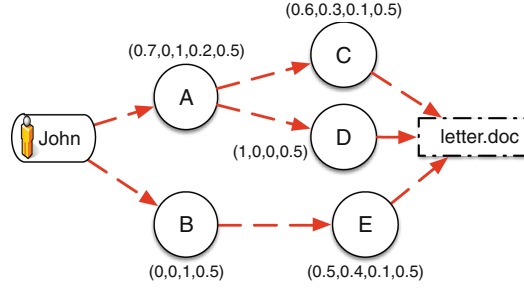 (0.6,0.3,0.1,0.5)
(0.7,0.1,0.2,0.5)
C
A
John
D
letter.doc
(1,0,0,0.5)
B
E
(0,0,1,0.5)
(0.5,0.4,0.1,0.5)